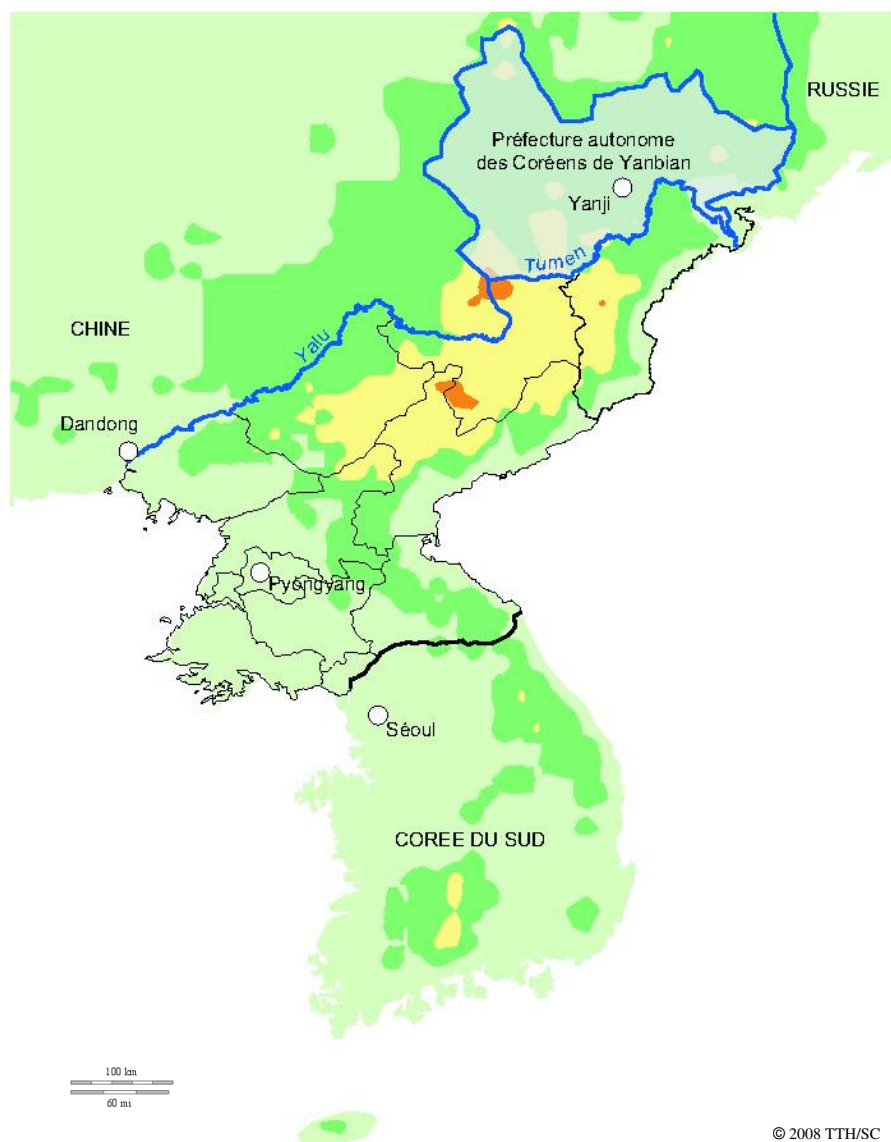 RUSSIE
Préfecture autonome
des Coréens de Yanbian
Yanji
Tumen
CHINE
Yalu
Dandong
Pyongyang
Séoul
COREE DU SUD
100 km
60 mi
© 2008 TTH/SC